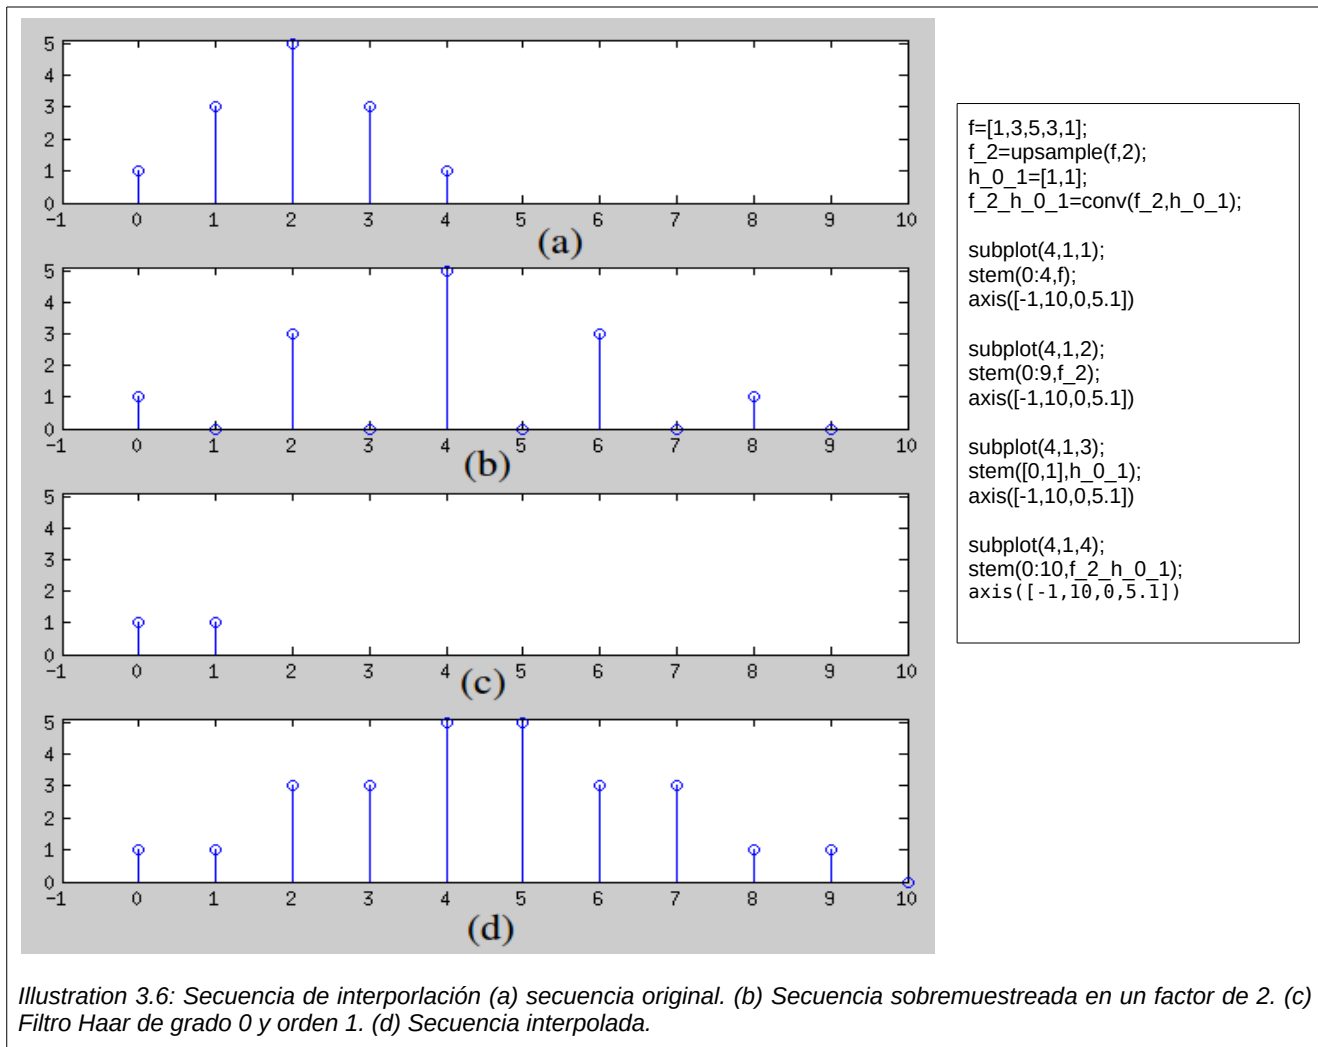 5
4
3
2
1
0
-1 0 1 2 3 4 5 6 7 8 9 10
(a)
5
4
3
2
1
0
-1 0 1 2 3 4 5 6 7 8 9 10
(b)
5
4
3
2
1
0
-1 0 1 2 3 4 5 6 7 8 9 10
(c)
5
4
3
2
1
0
-1 0 1 2 3 4 5 6 7 8 9 10
(d)
f=[1,3,5,3,1];
f_2=upsample(f,2);
h_0_1=[1,1];
f_2_h_0_1=conv(f_2,h_0_1);
subplot(4,1,1);
stem(0:4,f);
axis([-1,10,0,5.1])
subplot(4,1,2);
stem(0:9,f_2);
axis([-1,10,0,5.1])
subplot(4,1,3);
stem([0,1],h_0_1);
axis([-1,10,0,5.1])
subplot(4,1,4);
stem(0:10,f_2_h_0_1);
axis([-1,10,0,5.1])
Illustration 3.6: Secuencia de interporlación (a) secuencia original. (b) Secuencia sobremuestreada en un factor de 2. (c)
Filtro Haar de grado 0 y orden 1. (d) Secuencia interpolada.